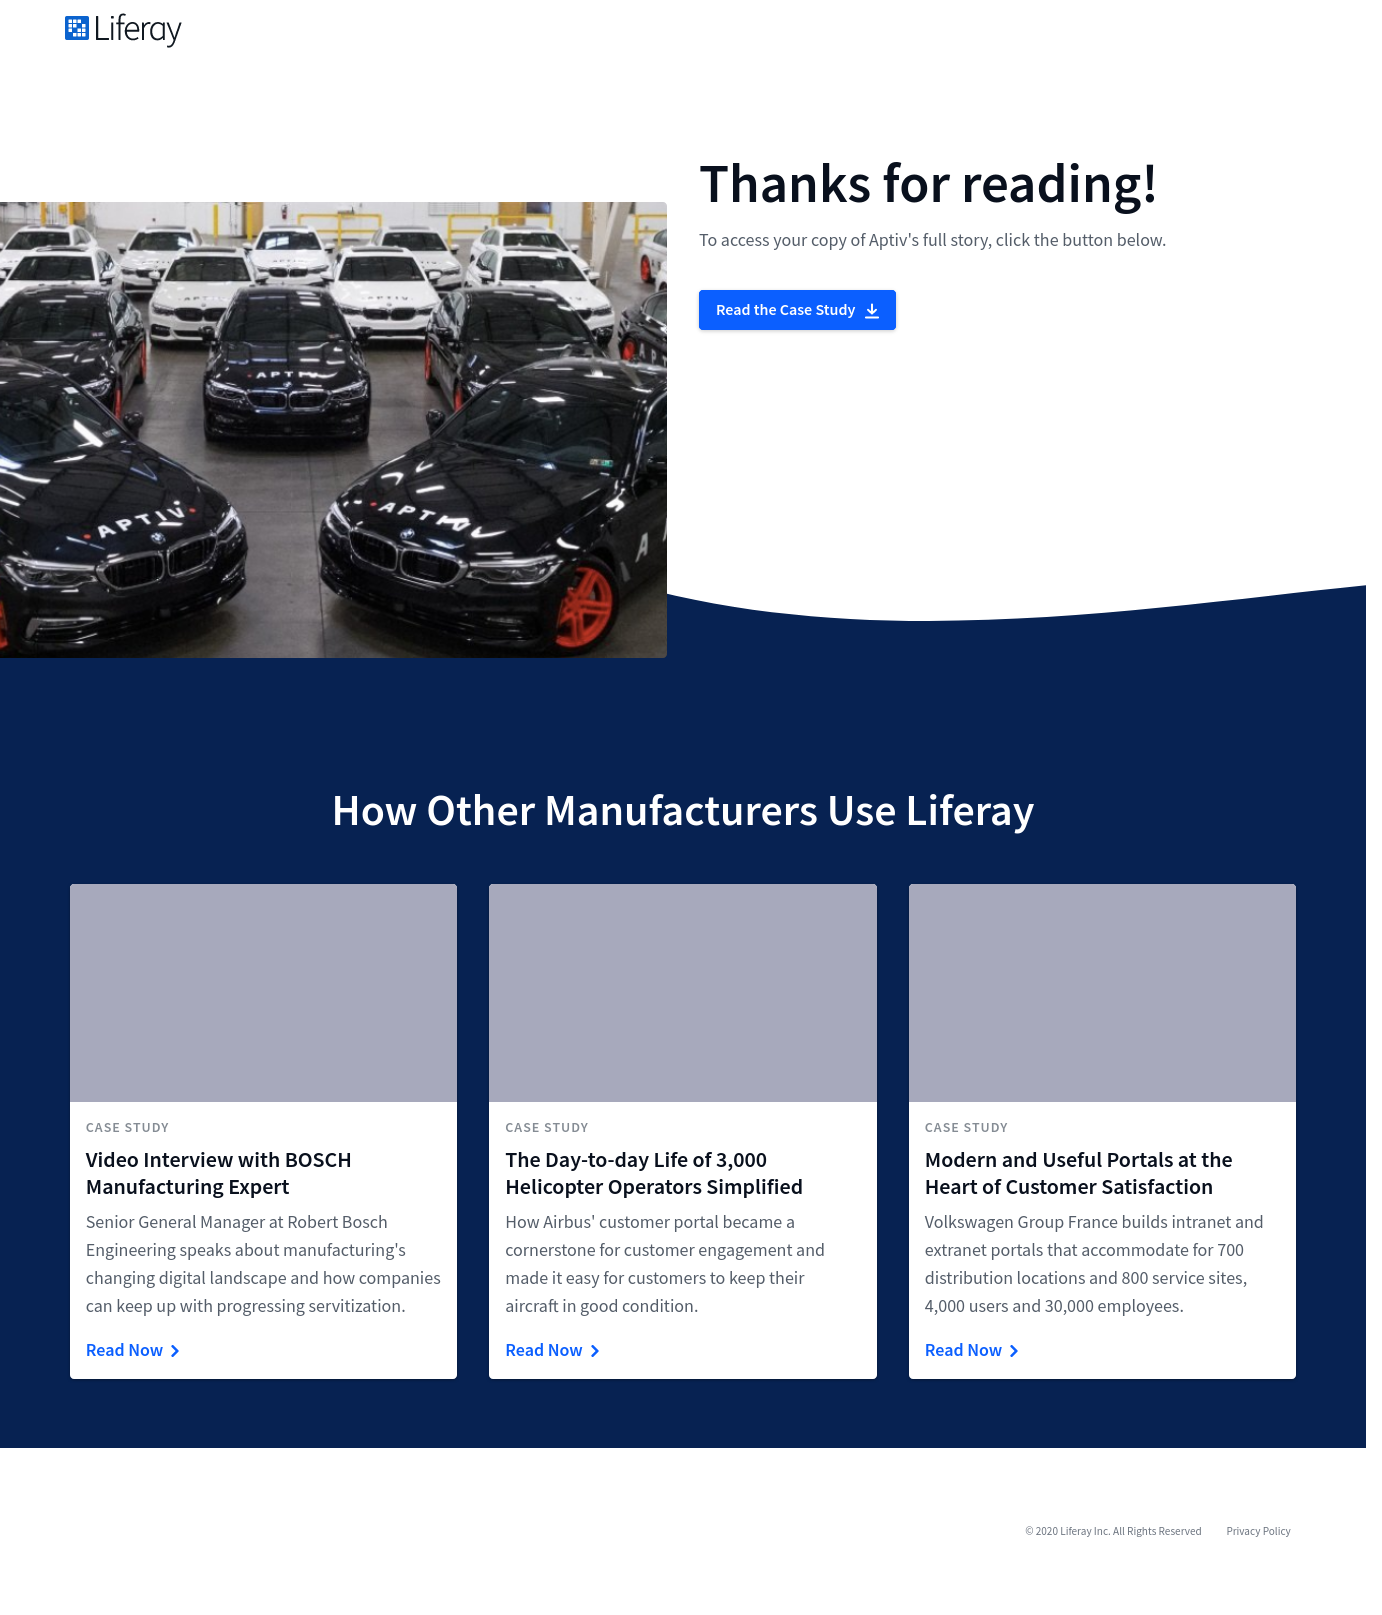 Liferay
Thanks for reading!
To access your copy of Aptiv's full story, click the button below.
Read the Case Study
APTIV
APTIV
APTIV
How Other Manufacturers Use Liferay
CASE STUDY
Video Interview with BOSCH
Manufacturing Expert
Senior General Manager at Robert Bosch
Engineering speaks about manufacturing's
changing digital landscape and how companies
can keep up with progressing servitization.
Read Now
CASE STUDY
The Day-to-day Life of 3,000
Helicopter Operators Simplified
How Airbus' customer portal became a
cornerstone for customer engagement and
made it easy for customers to keep their
aircraft in good condition.
Read Now
CASE STUDY
Modern and Useful Portals at the
Heart of Customer Satisfaction
Volkswagen Group France builds intranet and
extranet portals that accommodate for 700
distribution locations and 800 service sites,
4,000 users and 30,000 employees.
Read Now
© 2020 Liferay Inc. All Rights Reserved Privacy Policy